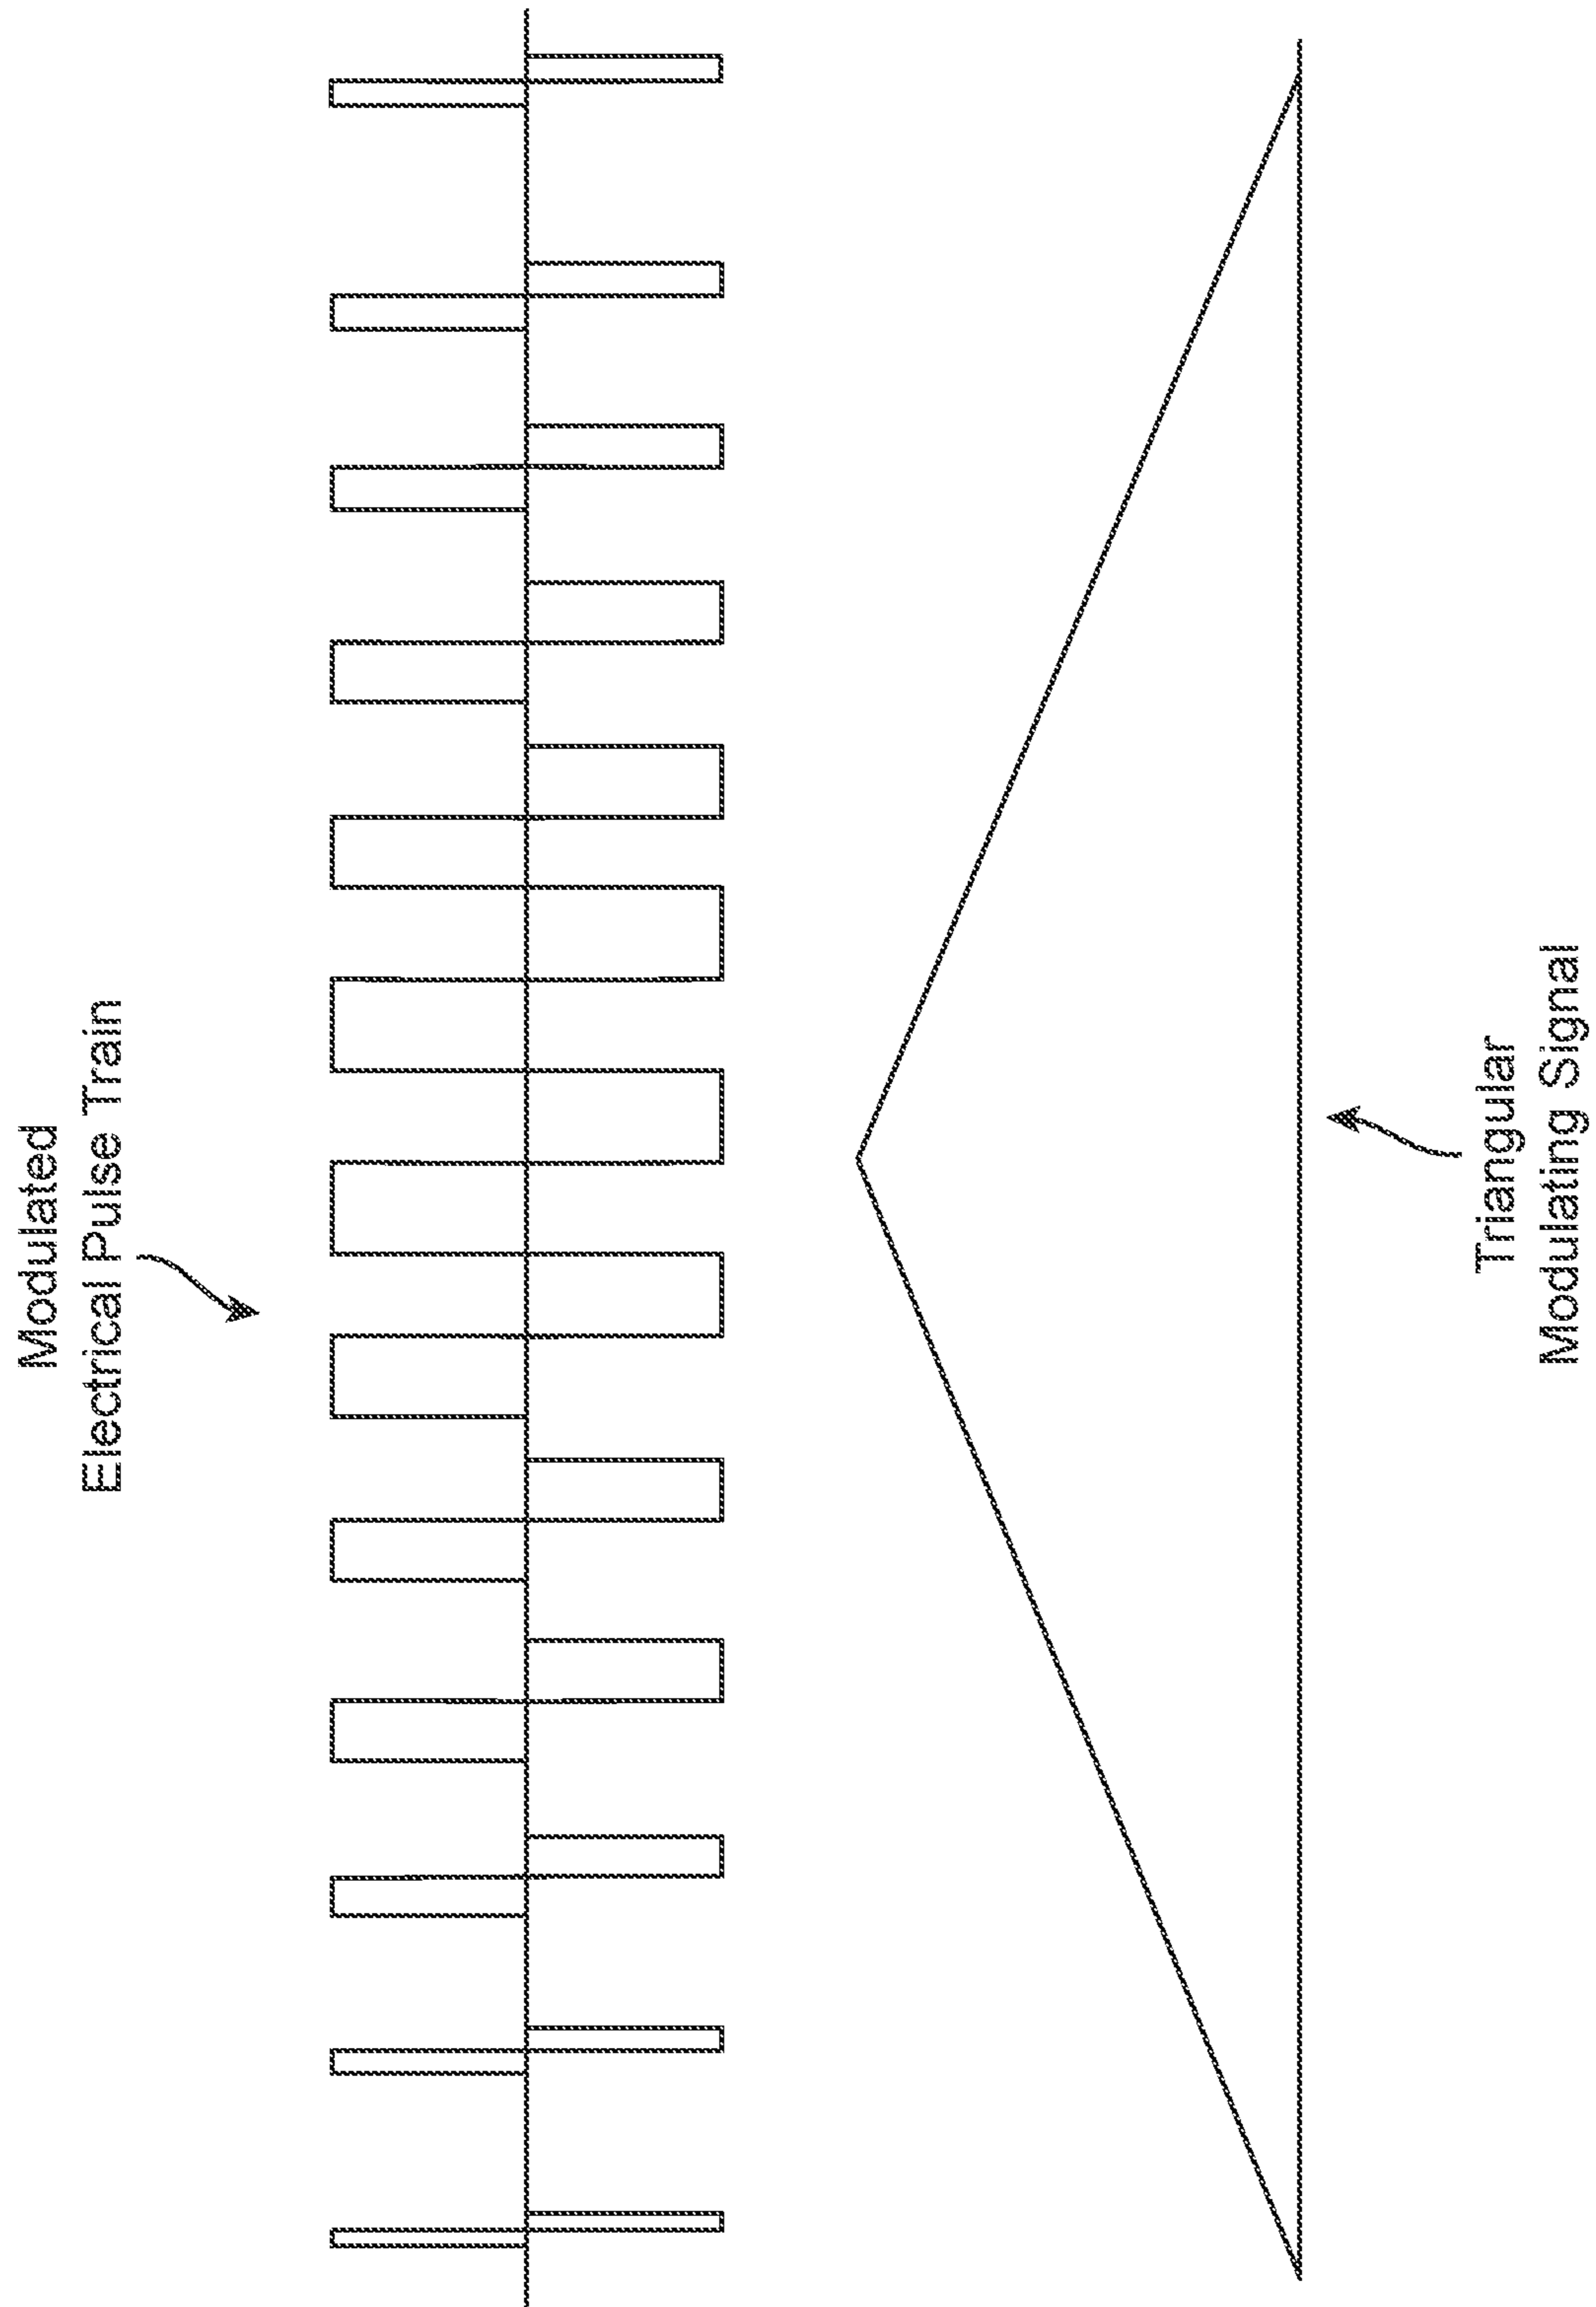 Modulated
Electrical Pulse Train
Triangular
Modulating Signal